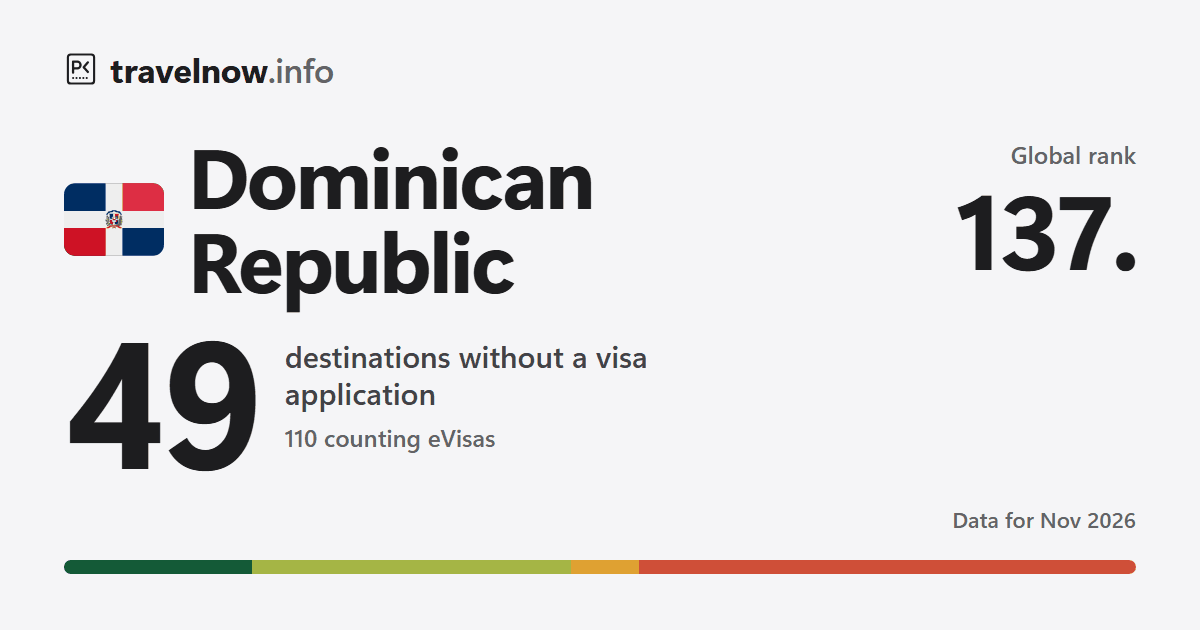 travelnow.info
Dominican
Republic
Global rank
137.
49
destinations without a visa
application
110 counting eVisas
Data for Nov 2026